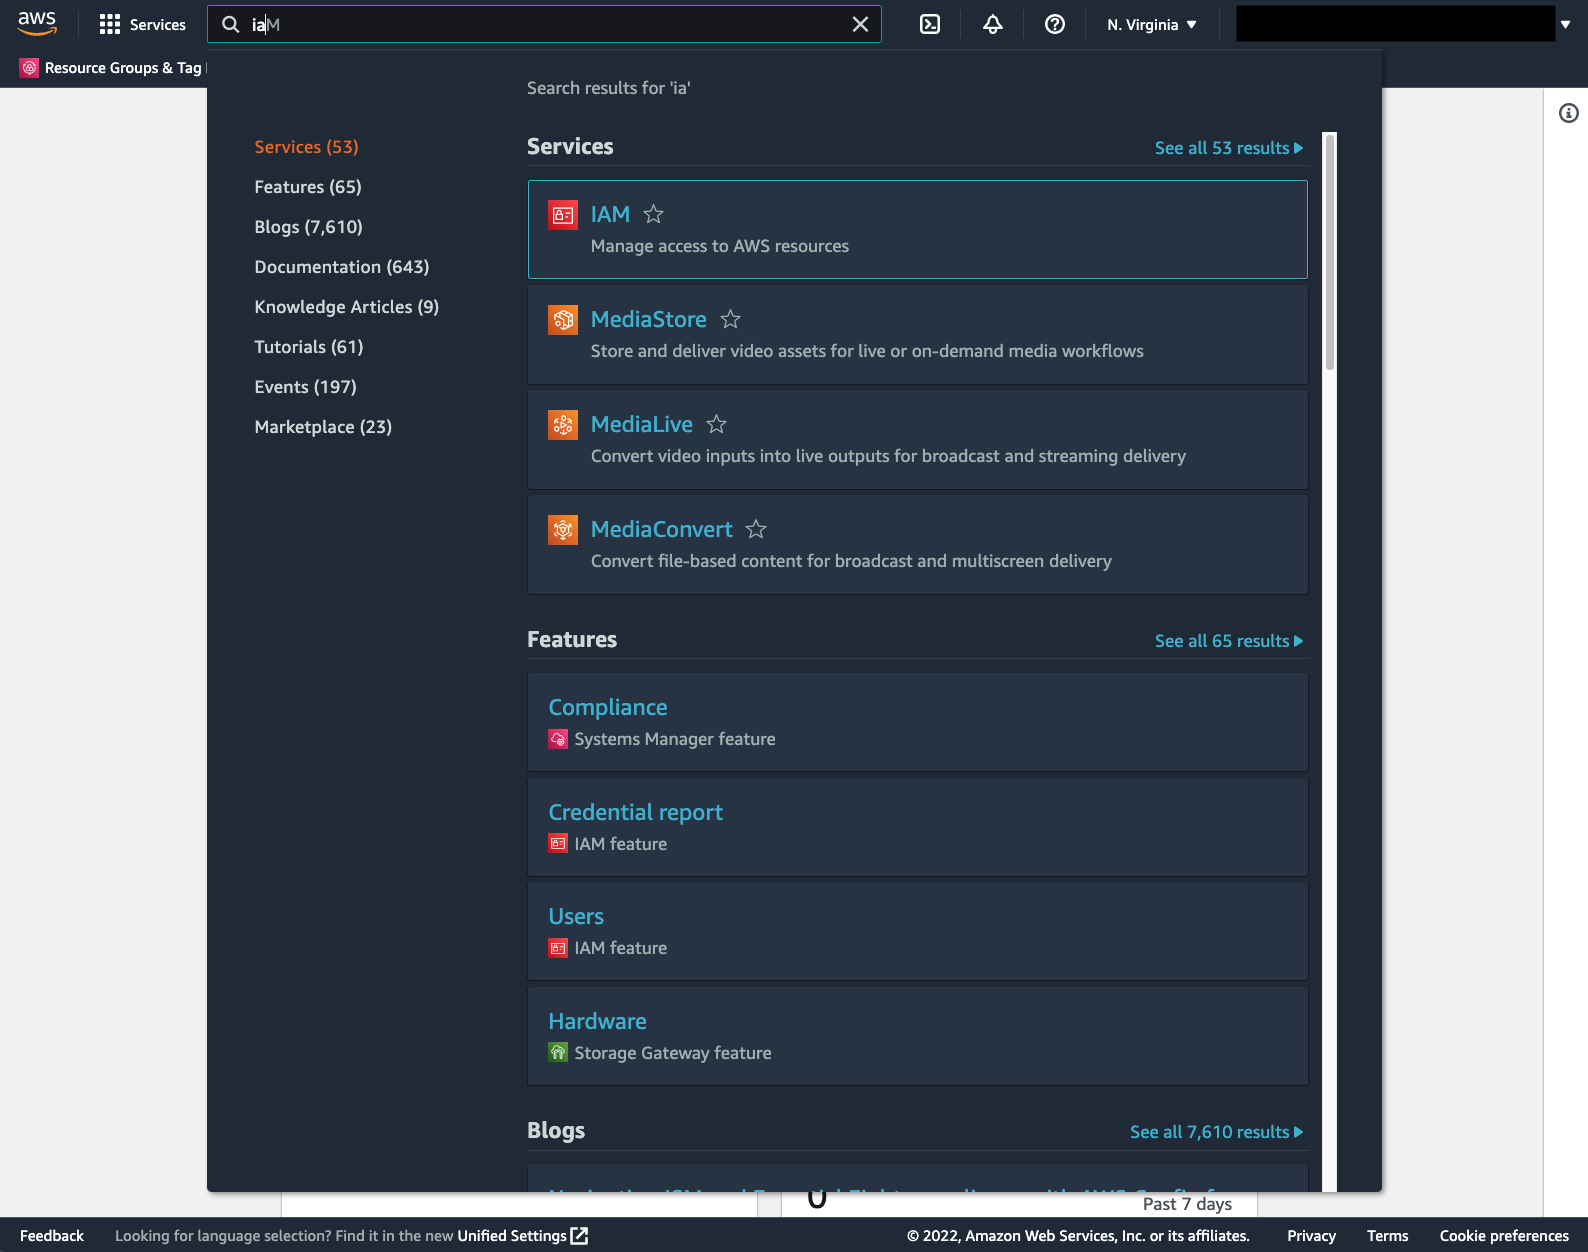 aws
Services
iaM
N. Virginia
Resource Groups & Tag
Search results for 'ia'
Services (53)
Features (65)
Blogs (7,610)
Documentation (643)
Knowledge Articles (9)
Tutorials (61)
Events (197)
Marketplace (23)
Services
See all 53 results
IAM
Manage access to AWS resources
MediaStore
Store and deliver video assets for live or on-demand media workflows
MediaLive
Convert video inputs into live outputs for broadcast and streaming delivery
MediaConvert
Convert file-based content for broadcast and multiscreen delivery
Features
See all 65 results
Compliance
Systems Manager feature
Credential report
IAM feature
Users
IAM feature
Hardware
Storage Gateway feature
Blogs
See all 7,610 results
0
Past 7 days
Feedback
Looking for language selection? Find it in the new Unified Settings
© 2022, Amazon Web Services, Inc. or its affiliates.
Privacy
Terms
Cookie preferences